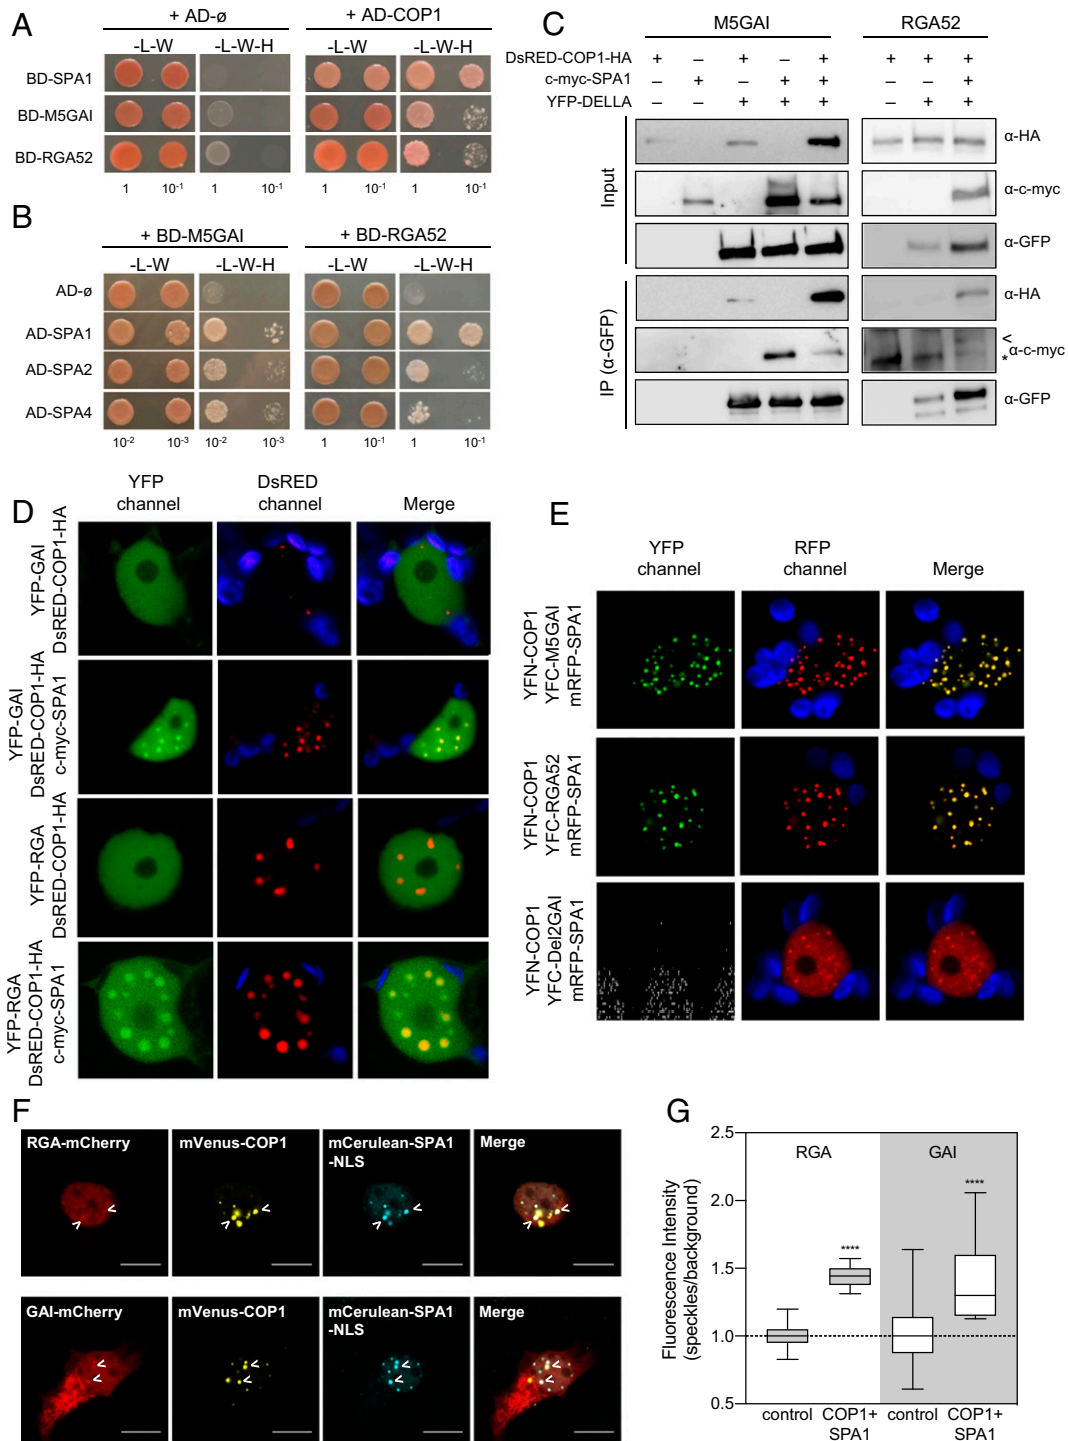 A
+ AD-ø
+ AD-COP1
-L-W
-L-W-H
-L-W
-L-W-H
BD-SPA1
BD-M5GAI
BD-RGA52
1 10⁻¹ 1 10⁻¹ 1 10⁻¹ 1 10⁻¹
B
+ BD-M5GAI
+ BD-RGA52
-L-W
-L-W-H
-L-W
-L-W-H
AD-ø
AD-SPA1
AD-SPA2
AD-SPA4
10⁻² 10⁻³ 10⁻² 10⁻³ 1 10⁻¹ 1 10⁻¹
C
M5GAI
RGA52
DsRED-COP1-HA + – + – + + + +
c-myc-SPA1 – + – + + – – +
YFP-DELLA – – + + + – + +
Input
α-HA
α-c-myc
α-GFP
IP (α-GFP)
α-HA
<
*α-c-myc
α-GFP
D
YFP
channel
DsRED
channel
Merge
YFP-GAI
DsRED-COP1-HA
YFP-GAI
DsRED-COP1-HA
c-myc-SPA1
YFP-RGA
DsRED-COP1-HA
YFP-RGA
DsRED-COP1-HA
c-myc-SPA1
E
YFP
channel
RFP
channel
Merge
YFN-COP1
YFC-M5GAI
mRFP-SPA1
YFN-COP1
YFC-RGA52
mRFP-SPA1
YFN-COP1
YFC-Del2GAI
mRFP-SPA1
F
RGA-mCherry
mVenus-COP1
mCerulean-SPA1
-NLS
Merge
GAI-mCherry
mVenus-COP1
mCerulean-SPA1
-NLS
Merge
G
Fluorescence Intensity
(speckles/background)
2.5
2.0
1.5
1.0
0.5
RGA
GAI
****
****
control
COP1+
SPA1
control
COP1+
SPA1